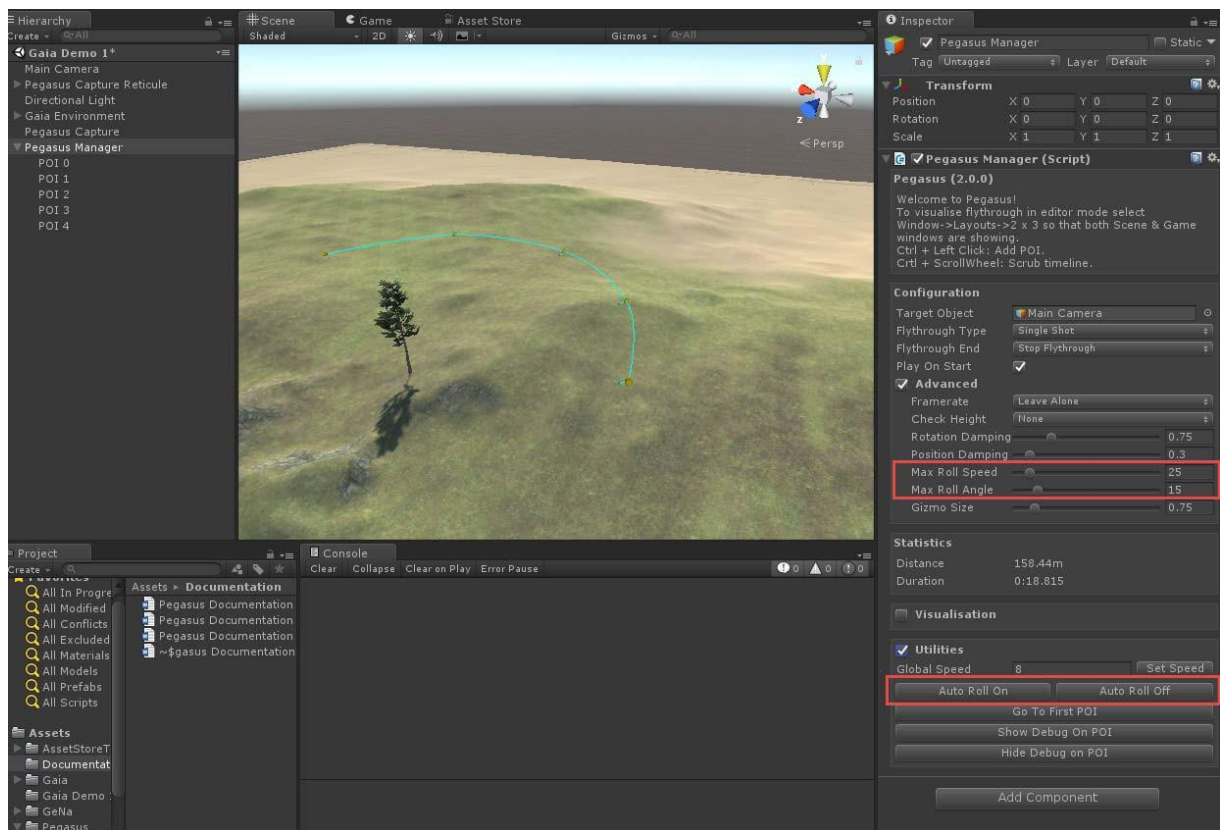 Hierarchy
Create
Q▾All
Gaia Demo 1*
Main Camera
Pegasus Capture Reticule
Directional Light
Gaia Environment
Pegasus Capture
Pegasus Manager
POI 0
POI 1
POI 2
POI 3
POI 4
Scene
Game
Asset Store
Shaded
2D
Gizmos
Q▾All
y
z
Persp
Inspector
Pegasus Manager
Static
Tag Untagged
Layer Default
Transform
Position X 0 Y 0 Z 0
Rotation X 0 Y 0 Z 0
Scale X 1 Y 1 Z 1
Pegasus Manager (Script)
Pegasus (2.0.0)
Welcome to Pegasus!
To visualise flythrough in editor mode select
Window->Layouts->2 x 3 so that both Scene & Game
windows are showing.
Ctrl + Left Click: Add POI.
Crtl + ScrollWheel: Scrub timeline.
Configuration
Target Object Main Camera
Flythrough Type Single Shot
Flythrough End Stop Flythrough
Play On Start
Advanced
Framerate Leave Alone
Check Height None
Rotation Damping 0.75
Position Damping 0.3
Max Roll Speed 25
Max Roll Angle 15
Gizmo Size 0.75
Statistics
Distance 158.44m
Duration 0:18.815
Visualisation
Utilities
Global Speed 8 Set Speed
Auto Roll On Auto Roll Off
Go To First POI
Show Debug On POI
Hide Debug on POI
Add Component
Project
Create
Favorites
All In Progre
All Modified
All Conflicts
All Excluded
All Materials
All Models
All Prefabs
All Scripts
Assets
AssetStoreT
Documentat
Gaia
Gaia Demo
GeNa
Pegasus
Assets ▸ Documentation
Pegasus Documentation
Pegasus Documentation
Pegasus Documentation
~$gasus Documentation
Console
Clear Collapse Clear on Play Error Pause
0 0 0